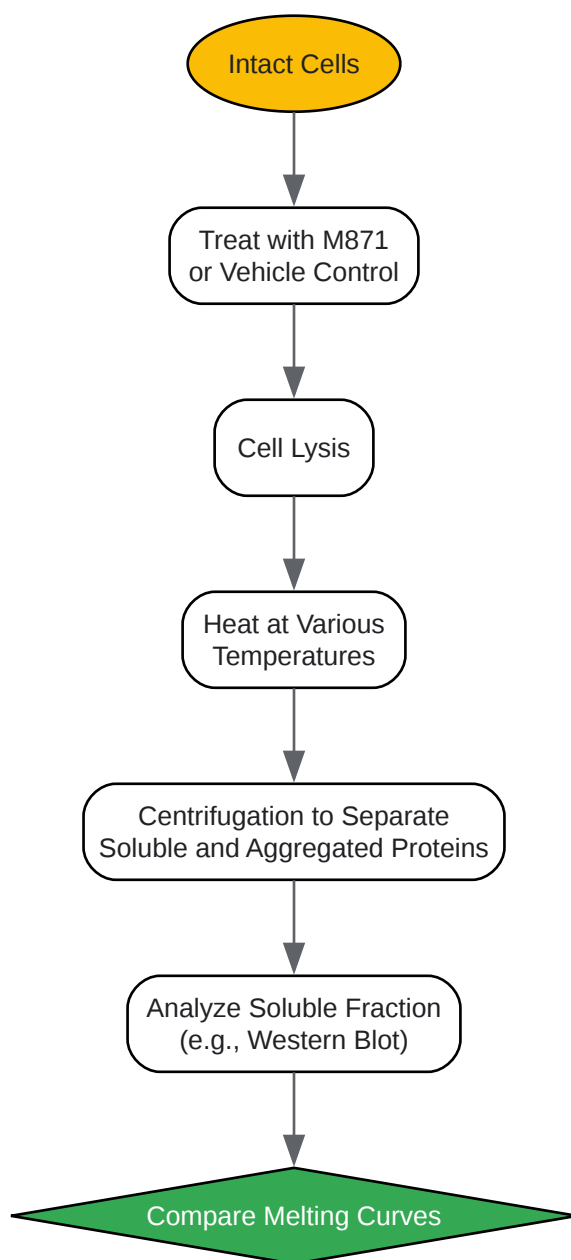 Intact Cells
Treat with M871
or Vehicle Control
Cell Lysis
Heat at Various
Temperatures
Centrifugation to Separate
Soluble and Aggregated Proteins
Analyze Soluble Fraction
(e.g., Western Blot)
Compare Melting Curves